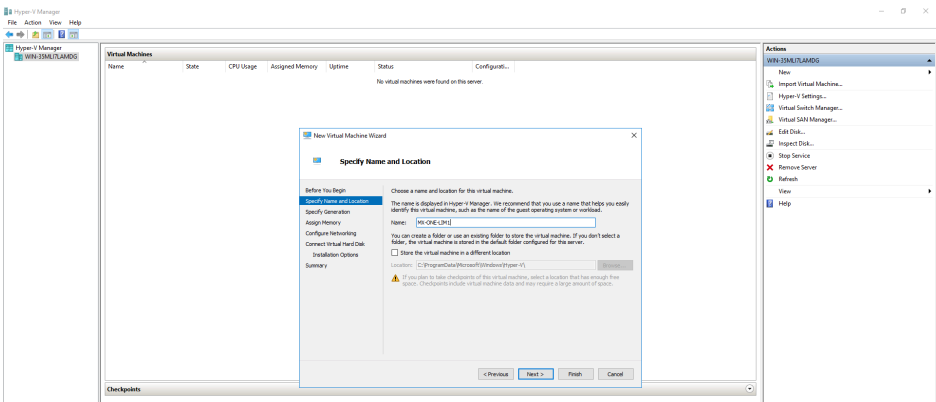 Hyper-V Manager
File Action View Help
Hyper-V Manager
WIN-35MLI7LAMDG
Virtual Machines
Name State CPU Usage Assigned Memory Uptime Status Configurati...
No virtual machines were found on this server.
New Virtual Machine Wizard
Specify Name and Location
Before You Begin
Specify Name and Location
Specify Generation
Assign Memory
Configure Networking
Connect Virtual Hard Disk
Installation Options
Summary
Choose a name and location for this virtual machine.
The name is displayed in Hyper-V Manager. We recommend that you use a name that helps you easily
identify this virtual machine, such as the name of the guest operating system or workload.
Name: MX-ONE-LIM1
You can create a folder or use an existing folder to store the virtual machine. If you don't select a
folder, the virtual machine is stored in the default folder configured for this server.
Store the virtual machine in a different location
Location: C:\ProgramData\Microsoft\Windows\Hyper-V\ Browse...
If you plan to take checkpoints of this virtual machine, select a location that has enough free
space. Checkpoints include virtual machine data and may require a large amount of space.
< Previous Next > Finish Cancel
Checkpoints
Actions
WIN-35MLI7LAMDG
New
Import Virtual Machine...
Hyper-V Settings...
Virtual Switch Manager...
Virtual SAN Manager...
Edit Disk...
Inspect Disk...
Stop Service
Remove Server
Refresh
View
Help